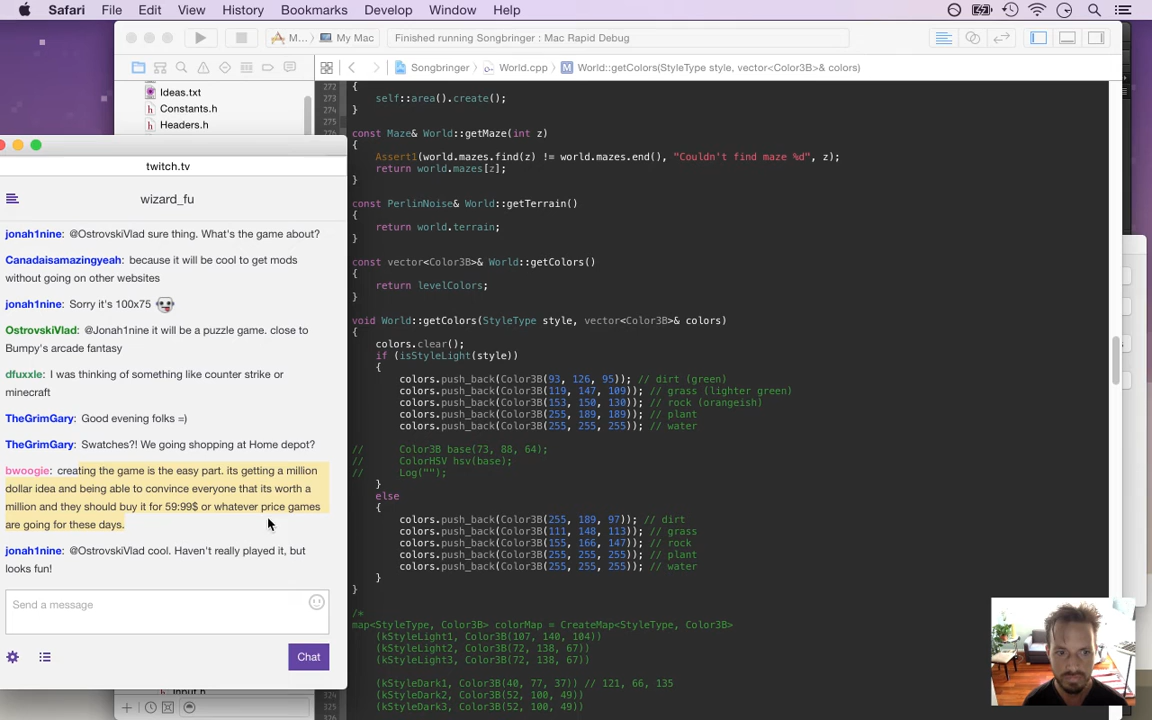 Safari File Edit View History Bookmarks Develop Window Help
M... My Mac
Finished running Songbringer : Mac Rapid Debug
Songbringer World.cpp World::getColors(StyleType style, vector<Color3B>& colors)
Ideas.txt
Constants.h
Headers.h
twitch.tv
wizard_fu
jonah1nine: @OstrovskiVlad sure thing. What's the game about?
Canadaisamazingyeah: because it will be cool to get mods
without going on other websites
jonah1nine: Sorry it's 100x75
OstrovskiVlad: @Jonah1nine it will be a puzzle game. close to
Bumpy's arcade fantasy
dfuxxle: I was thinking of something like counter strike or
minecraft
TheGrimGary: Good evening folks =)
TheGrimGary: Swatches?! We going shopping at Home depot?
bwoogie: creating the game is the easy part. its getting a million
dollar idea and being able to convince everyone that its worth a
million and they should buy it for 59:99$ or whatever price games
are going for these days.
jonah1nine: @OstrovskiVlad cool. Haven't really played it, but
looks fun!
Send a message
Chat
Input.h
272 {
273 self::area().create();
274 }
275
const Maze& World::getMaze(int z)
{
Assert1(world.mazes.find(z) != world.mazes.end(), "Couldn't find maze %d", z);
return world.mazes[z];
}
const PerlinNoise& World::getTerrain()
{
return world.terrain;
}
const vector<Color3B>& World::getColors()
{
return levelColors;
}
void World::getColors(StyleType style, vector<Color3B>& colors)
{
colors.clear();
if (isStyleLight(style))
{
colors.push_back(Color3B(93, 126, 95)); // dirt (green)
colors.push_back(Color3B(119, 147, 109)); // grass (lighter green)
colors.push_back(Color3B(153, 150, 130)); // rock (orangeish)
colors.push_back(Color3B(255, 189, 189)); // plant
colors.push_back(Color3B(255, 255, 255)); // water
// Color3B base(73, 88, 64);
// ColorHSV hsv(base);
// Log("");
}
else
{
colors.push_back(Color3B(255, 189, 97)); // dirt
colors.push_back(Color3B(111, 148, 113)); // grass
colors.push_back(Color3B(155, 166, 147)); // rock
colors.push_back(Color3B(255, 255, 255)); // plant
colors.push_back(Color3B(255, 255, 255)); // water
}
}
/*
map<StyleType, Color3B> colorMap = CreateMap<StyleType, Color3B>
(kStyleLight1, Color3B(107, 140, 104))
(kStyleLight2, Color3B(72, 138, 67))
(kStyleLight3, Color3B(72, 138, 67))
(kStyleDark1, Color3B(40, 77, 37)) // 121, 66, 135
324 (kStyleDark2, Color3B(52, 100, 49))
325 (kStyleDark3, Color3B(52, 100, 49))